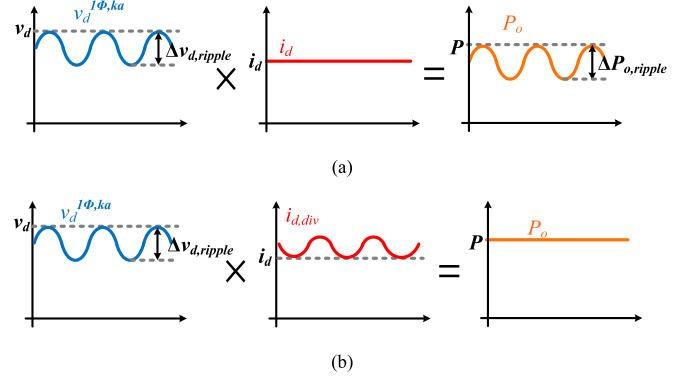 v_d v_d^{1Φ,ka} Δv_{d,ripple} × i_d i_d = P P_o ΔP_{o,ripple}
(a)
v_d v_d^{1Φ,ka} Δv_{d,ripple} × i_d i_{d,div} = P P_o
(b)